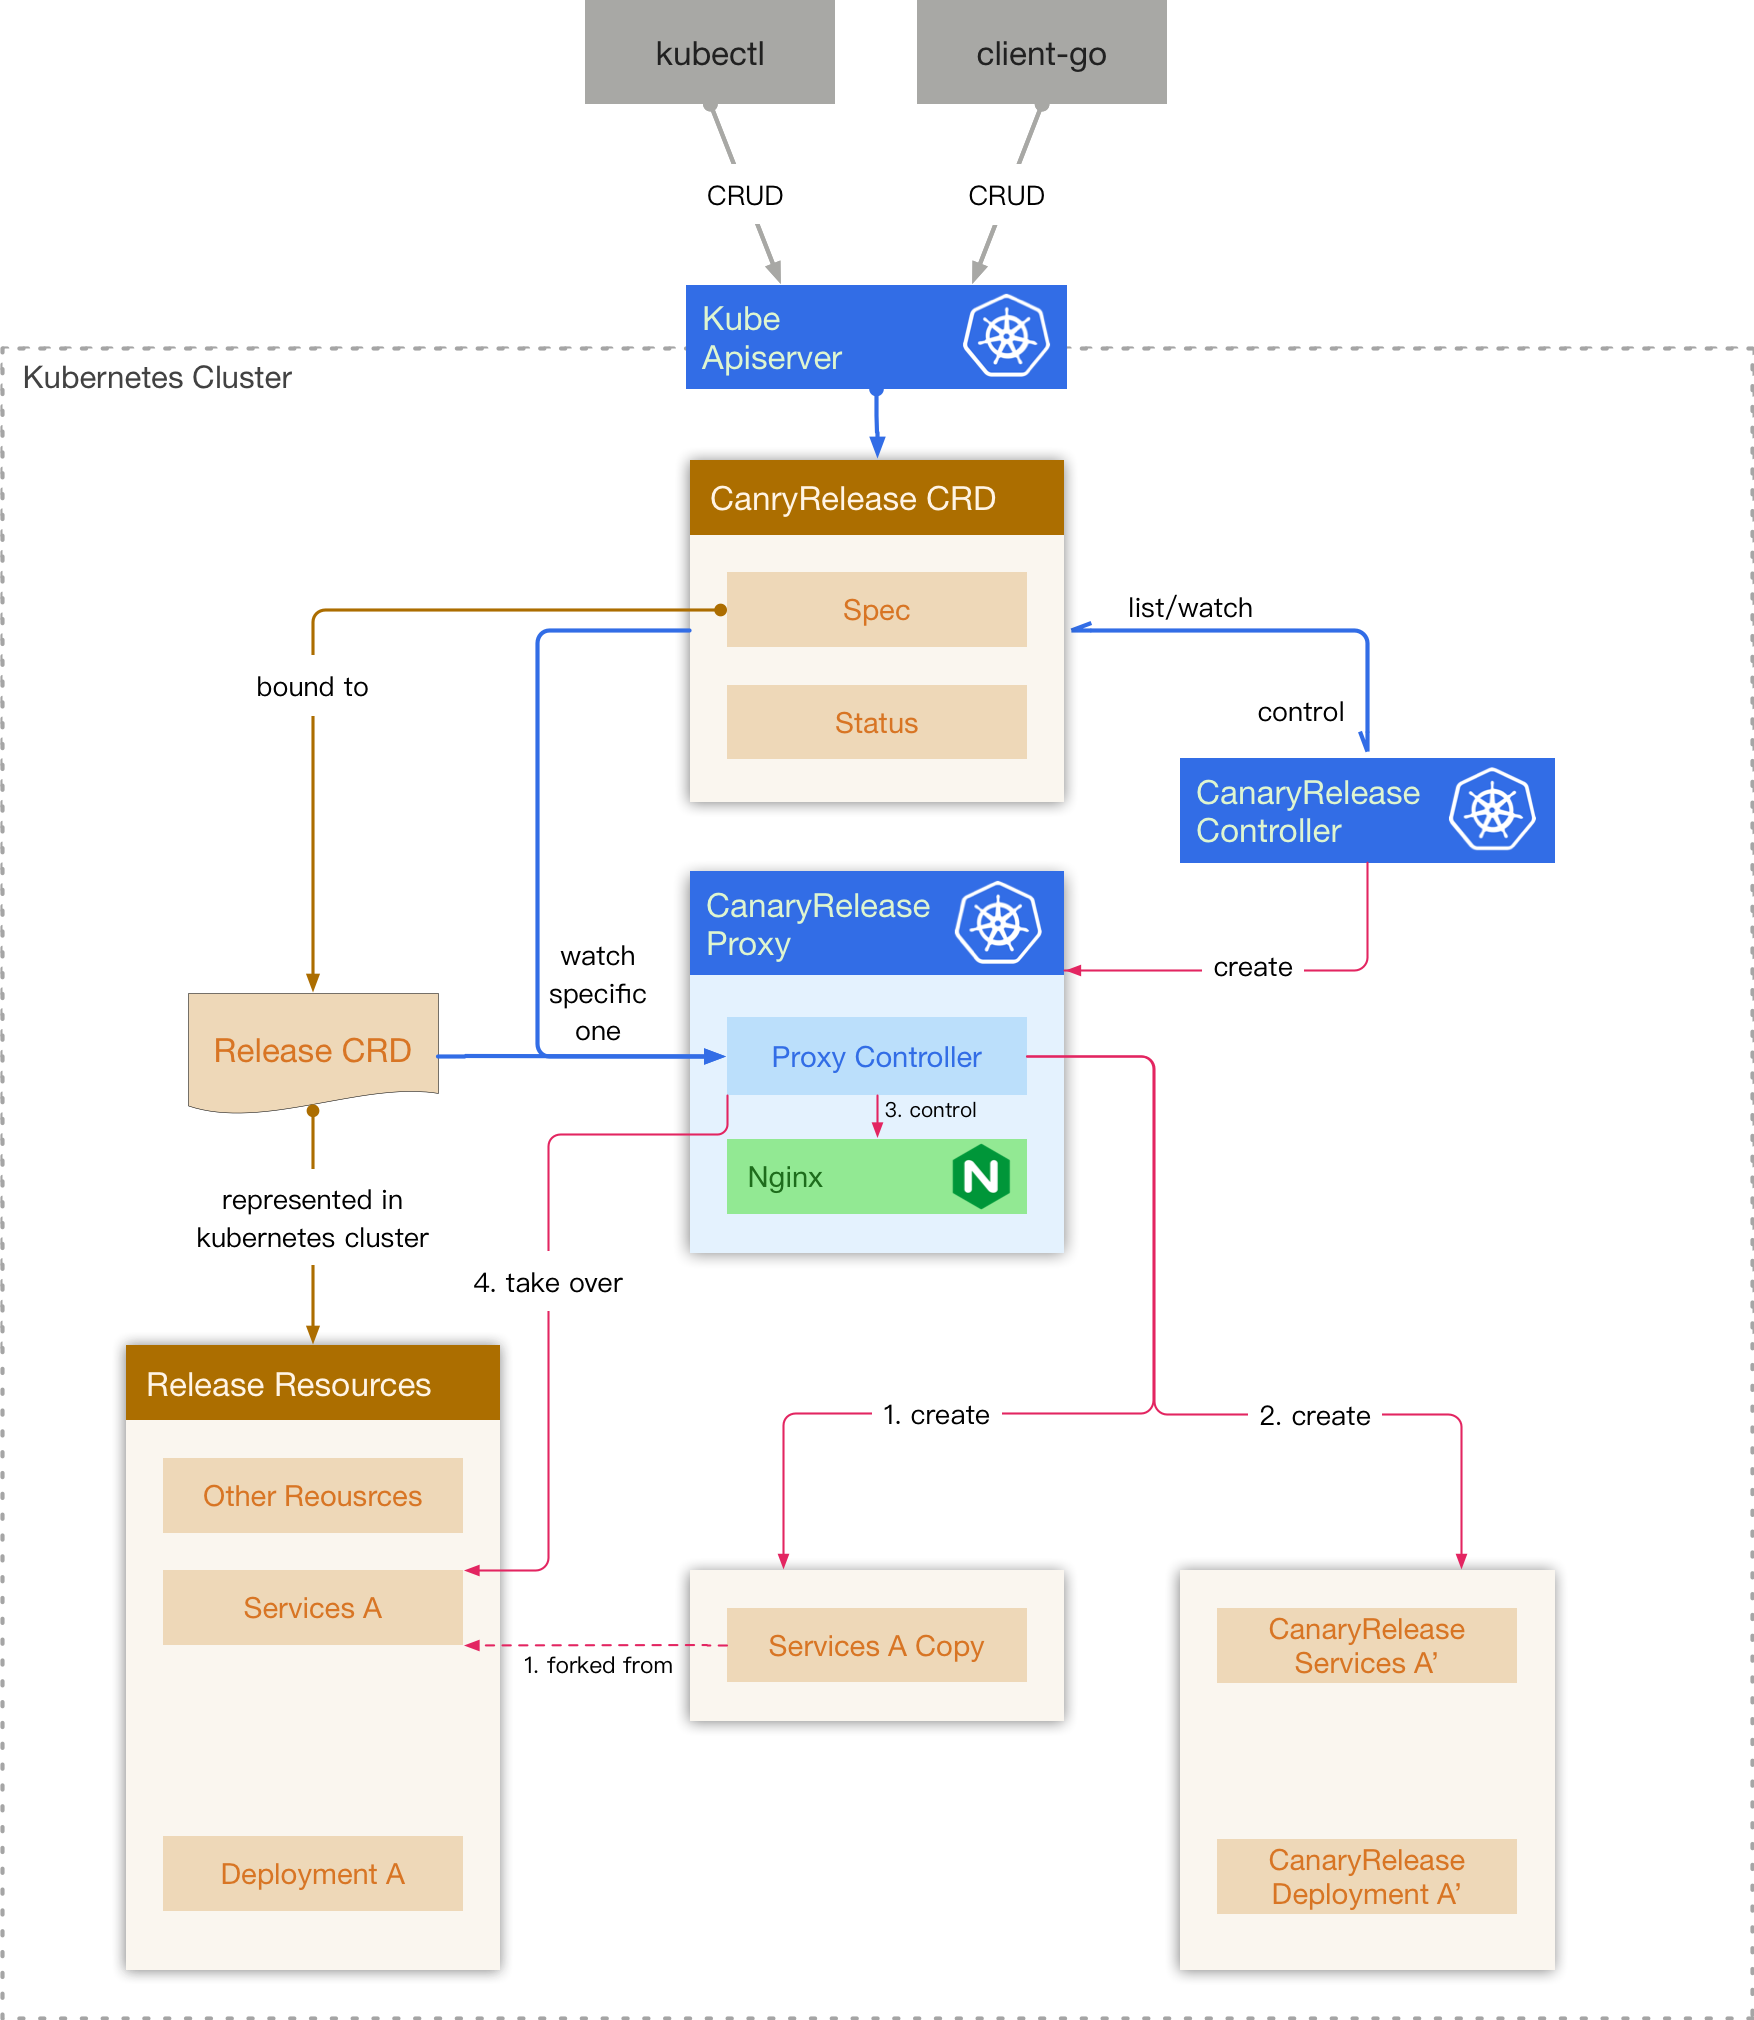 kubectl
client-go
CRUD
CRUD
Kube
Apiserver
Kubernetes Cluster
CanryRelease CRD
Spec
list/watch
bound to
Status
control
CanaryRelease
Controller
CanaryRelease
Proxy
watch
specific
one
create
Release CRD
Proxy Controller
3. control
Nginx
N
represented in
kubernetes cluster
4. take over
Release Resources
1. create
2. create
Other Reousrces
Services A
1. forked from
Services A Copy
CanaryRelease
Services A’
Deployment A
CanaryRelease
Deployment A’